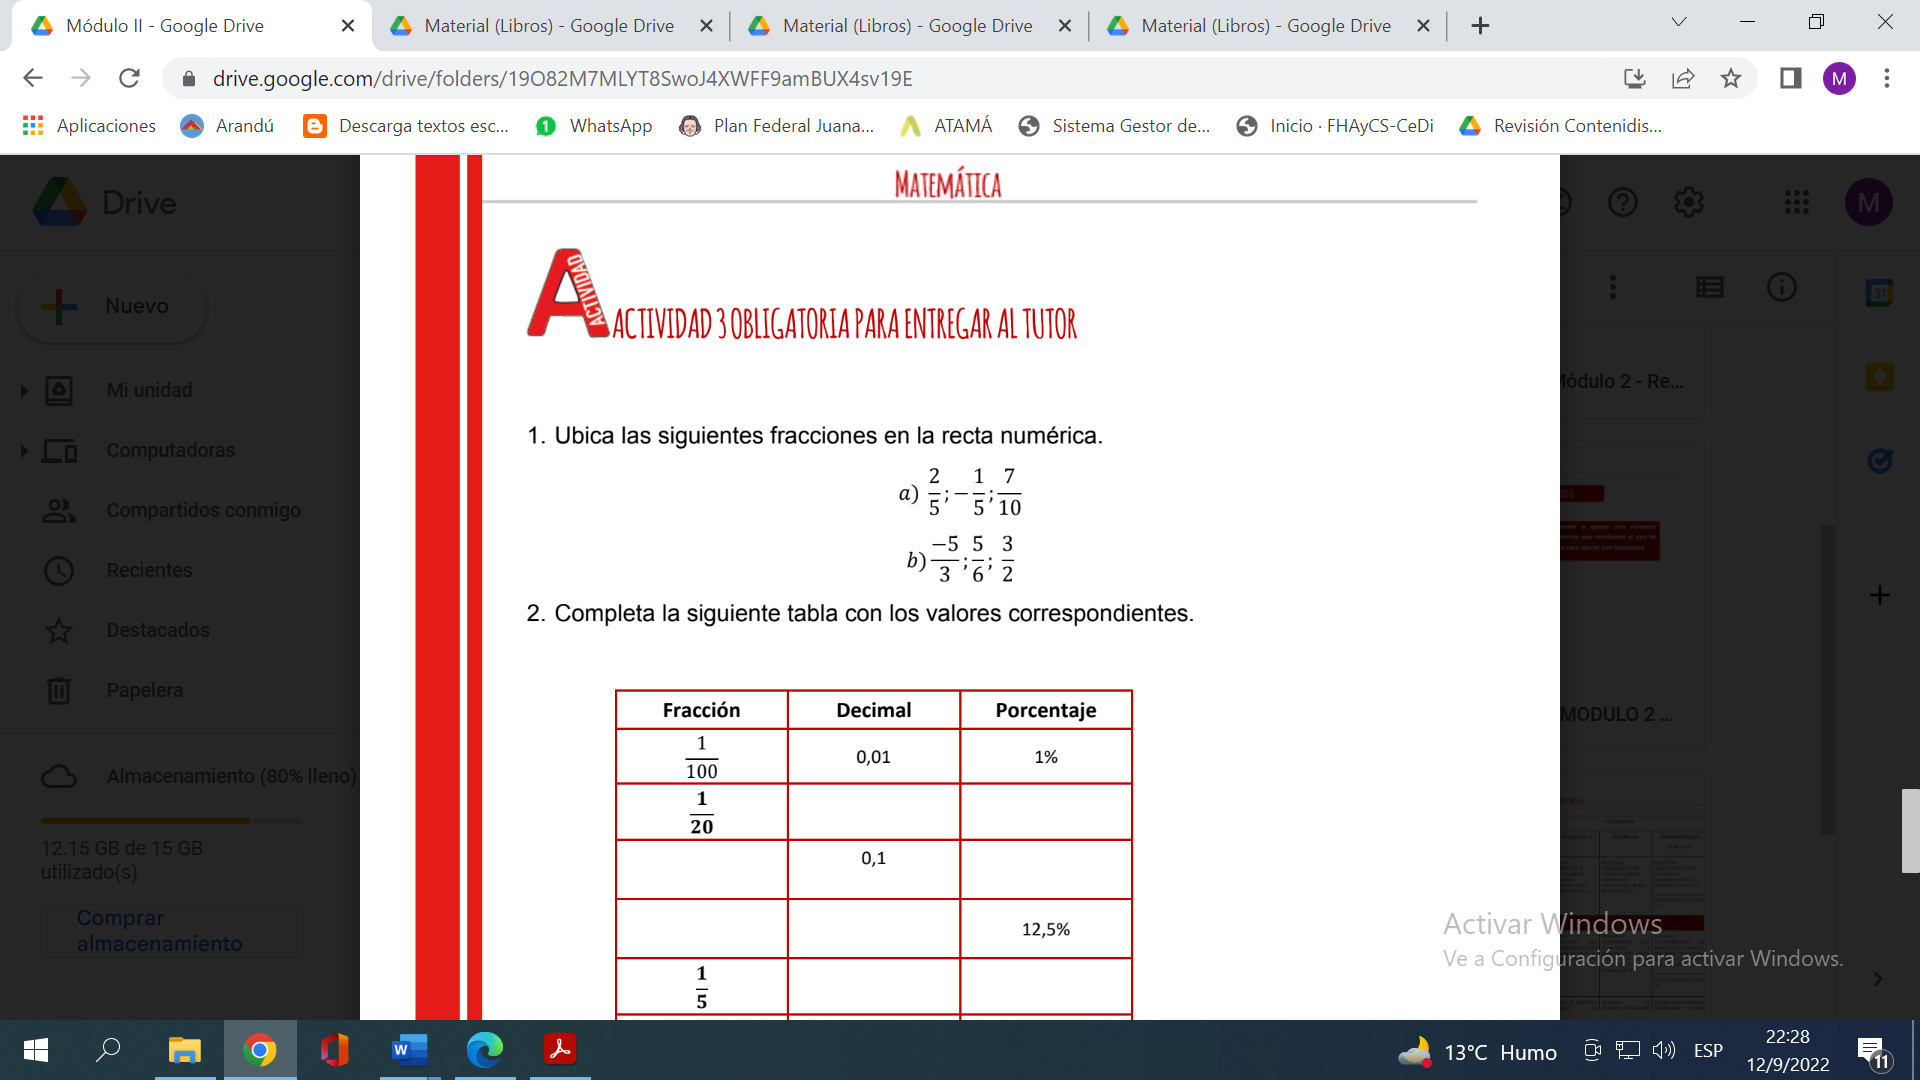 Módulo II - Google Drive
Material (Libros) - Google Drive
Material (Libros) - Google Drive
Material (Libros) - Google Drive
drive.google.com/drive/folders/19O82M7MLYT8SwoJ4XWFF9amBUX4sv19E
M
Aplicaciones
Arandú
Descarga textos esc...
1
WhatsApp
Plan Federal Juana...
ATAMÁ
Sistema Gestor de...
Inicio · FHAyCS-CeDi
Revisión Contenidis...
Drive
M
Nuevo
Mi unidad
Computadoras
Compartidos conmigo
Recientes
Destacados
Papelera
Almacenamiento (80% lleno)
12.15 GB de 15 GB
utilizado(s)
Comprar
almacenamiento
MATEMÁTICA
ACTIVIDAD
ACTIVIDAD 3 OBLIGATORIA PARA ENTREGAR AL TUTOR
1. Ubica las siguientes fracciones en la recta numérica.
a) 2/5; −1/5; 7/10
b) −5/3; 5/6; 3/2
2. Completa la siguiente tabla con los valores correspondientes.
Fracción Decimal Porcentaje
1/100 0,01 1%
1/20
0,1
12,5%
1/5
31
ódulo 2 - Re...
MODULO 2 ...
Activar Windows
Ve a Configuración para activar Windows.
13°C Humo
ESP
22:28
12/9/2022
11